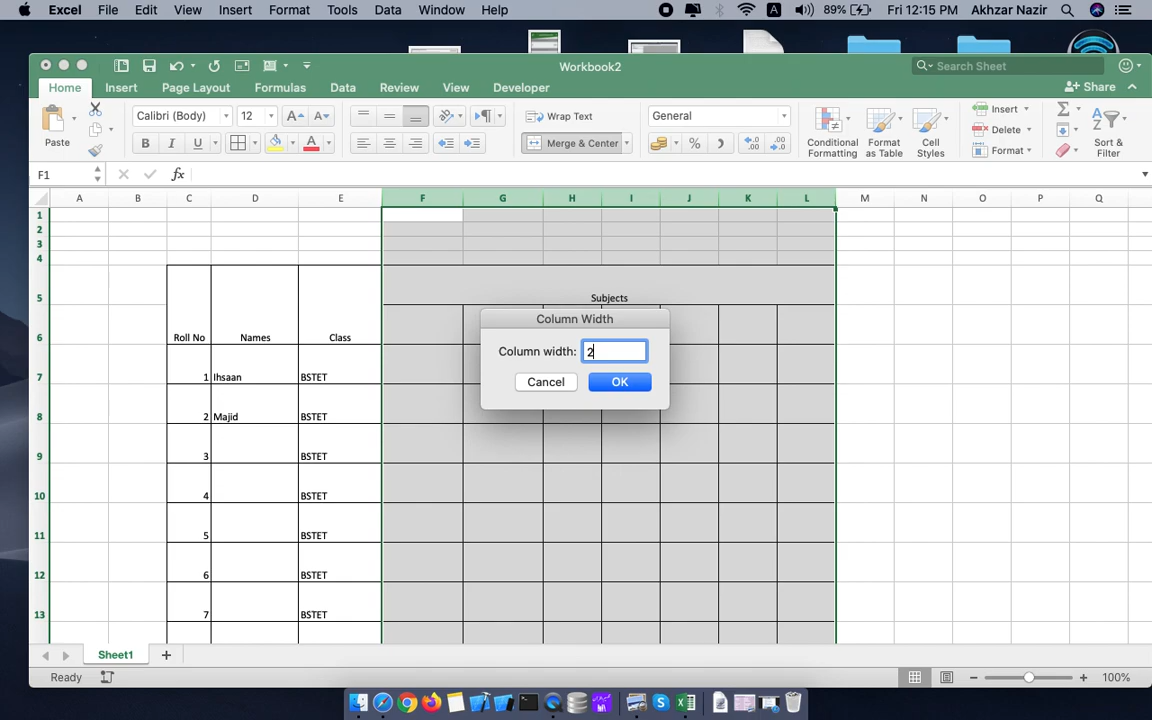 Excel File Edit View Insert Format Tools Data Window Help A 89% Fri 12:15 PM Akhzar Nazir
Workbook2 Search Sheet
Home Insert Page Layout Formulas Data Review View Developer Share
Paste Calibri (Body) 12 A A Wrap Text General Conditional Formatting Format as Table Cell Styles Insert Sort & Filter
B I U A Merge & Center % Delete
Format
F1 fx
A B C D E F G H I J K L M N O P Q
1
2
3
4
5 Subjects
6 Roll No Names Class
7 1 Ihsaan BSTET
8 2 Majid BSTET
9 3 BSTET
10 4 BSTET
11 5 BSTET
12 6 BSTET
13 7 BSTET
Column Width
Column width: 2
Cancel OK
Sheet1 +
Ready - + 100%